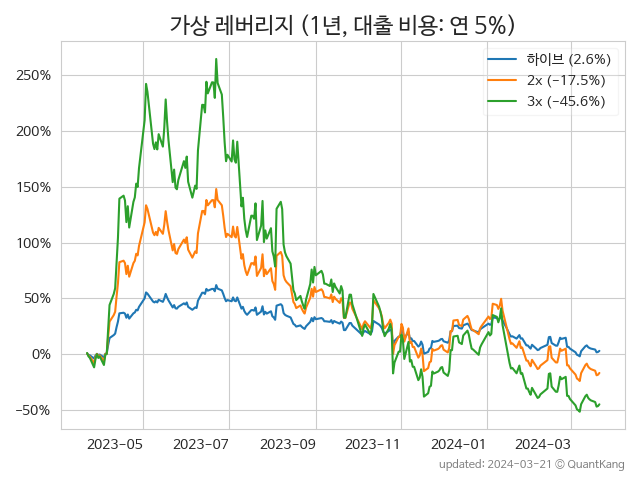 가상 레버리지 (1년, 대출 비용: 연 5%)
하이브 (2.6%)
2x (−17.5%)
3x (−45.6%)
250%
200%
150%
100%
50%
0%
−50%
2023−05
2023−07
2023−09
2023−11
2024−01
2024−03
updated: 2024-03-21 © QuantKang